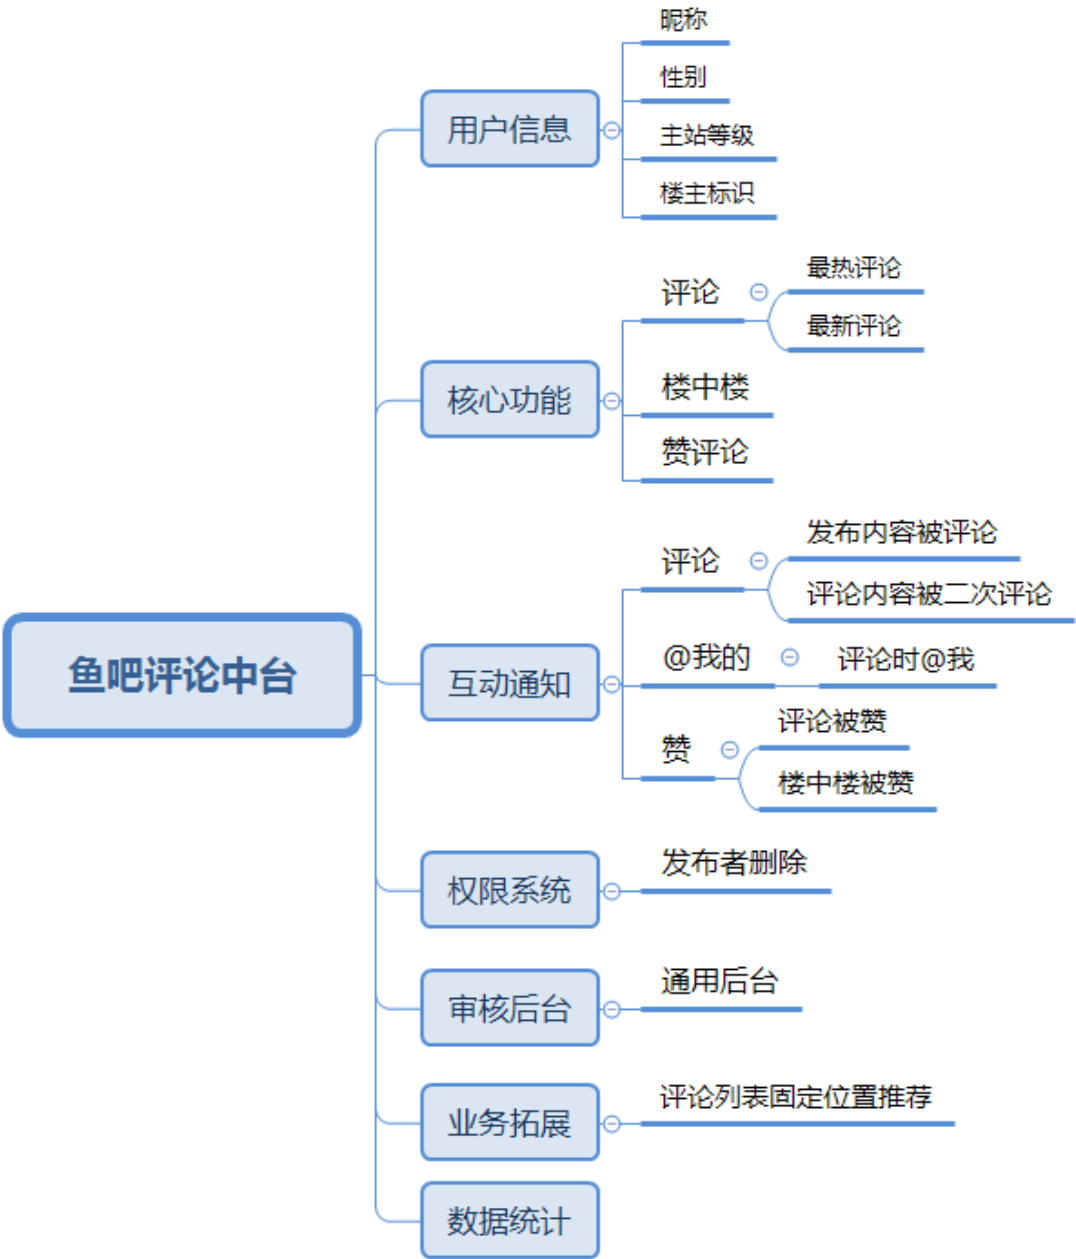 鱼吧评论中台
用户信息
昵称
性别
主站等级
楼主标识
核心功能
评论
最热评论
最新评论
楼中楼
赞评论
互动通知
评论
发布内容被评论
评论内容被二次评论
@我的
评论时@我
赞
评论被赞
楼中楼被赞
权限系统
发布者删除
审核后台
通用后台
业务拓展
评论列表固定位置推荐
数据统计